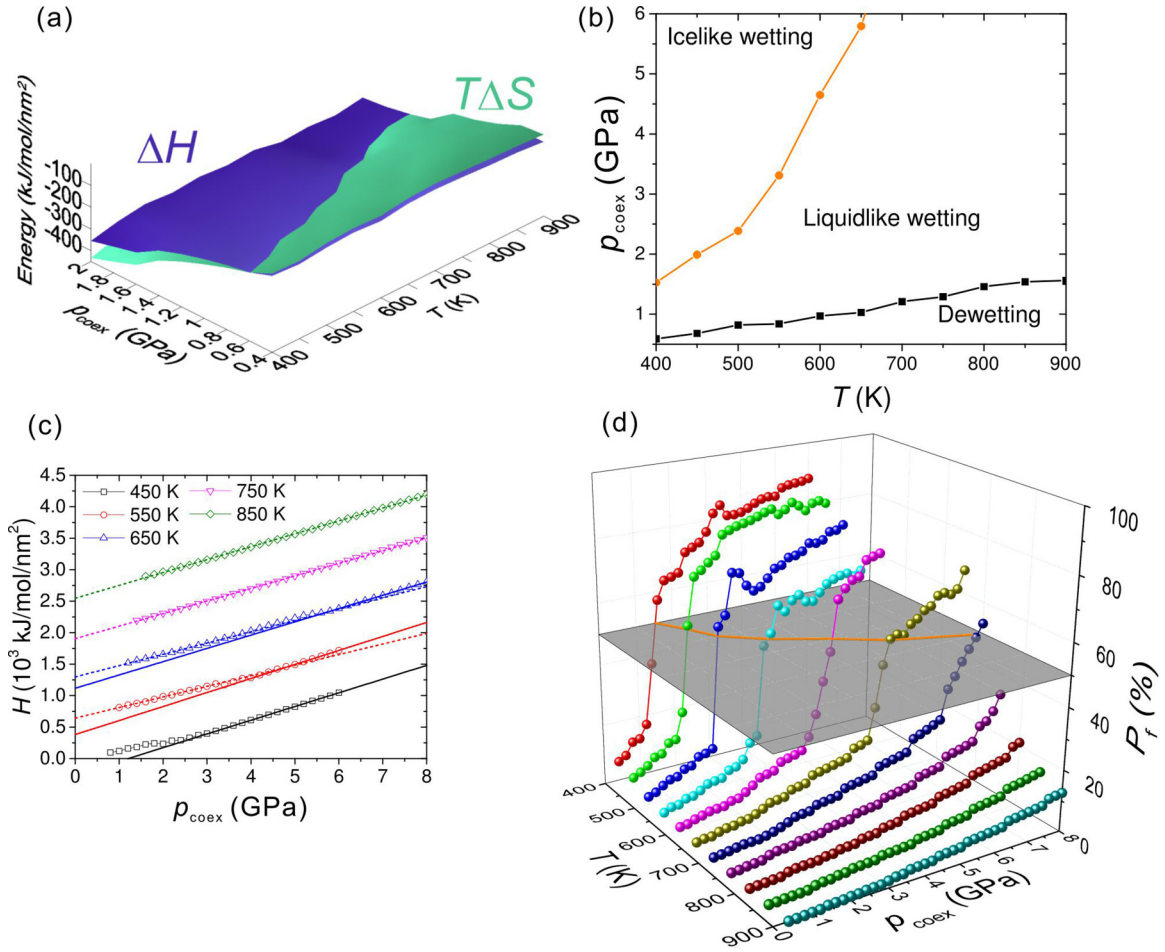 (a)
ΔH
TΔS
Energy (kJ/mol/nm²)
-100
-200
-300
-400
2
1.8
1.6
1.4
1.2
1
0.8
0.6
0.4
p coex (GPa)
400
500
600
700
800
900
T (K)
(b)
Icelike wetting
Liquidlike wetting
Dewetting
p coex (GPa)
6
5
4
3
2
1
400 500 600 700 800 900
T (K)
(c)
450 K 750 K
550 K 850 K
650 K
H (10³ kJ/mol/nm²)
4.5
4.0
3.5
3.0
2.5
2.0
1.5
1.0
0.5
0.0
0 1 2 3 4 5 6 7 8
p coex (GPa)
(d)
100
80
60
40
20
0
P f (%)
400
500
600
700
800
900
T(K)
0 1 2 3 4 5 6 7 8
p coex (GPa)